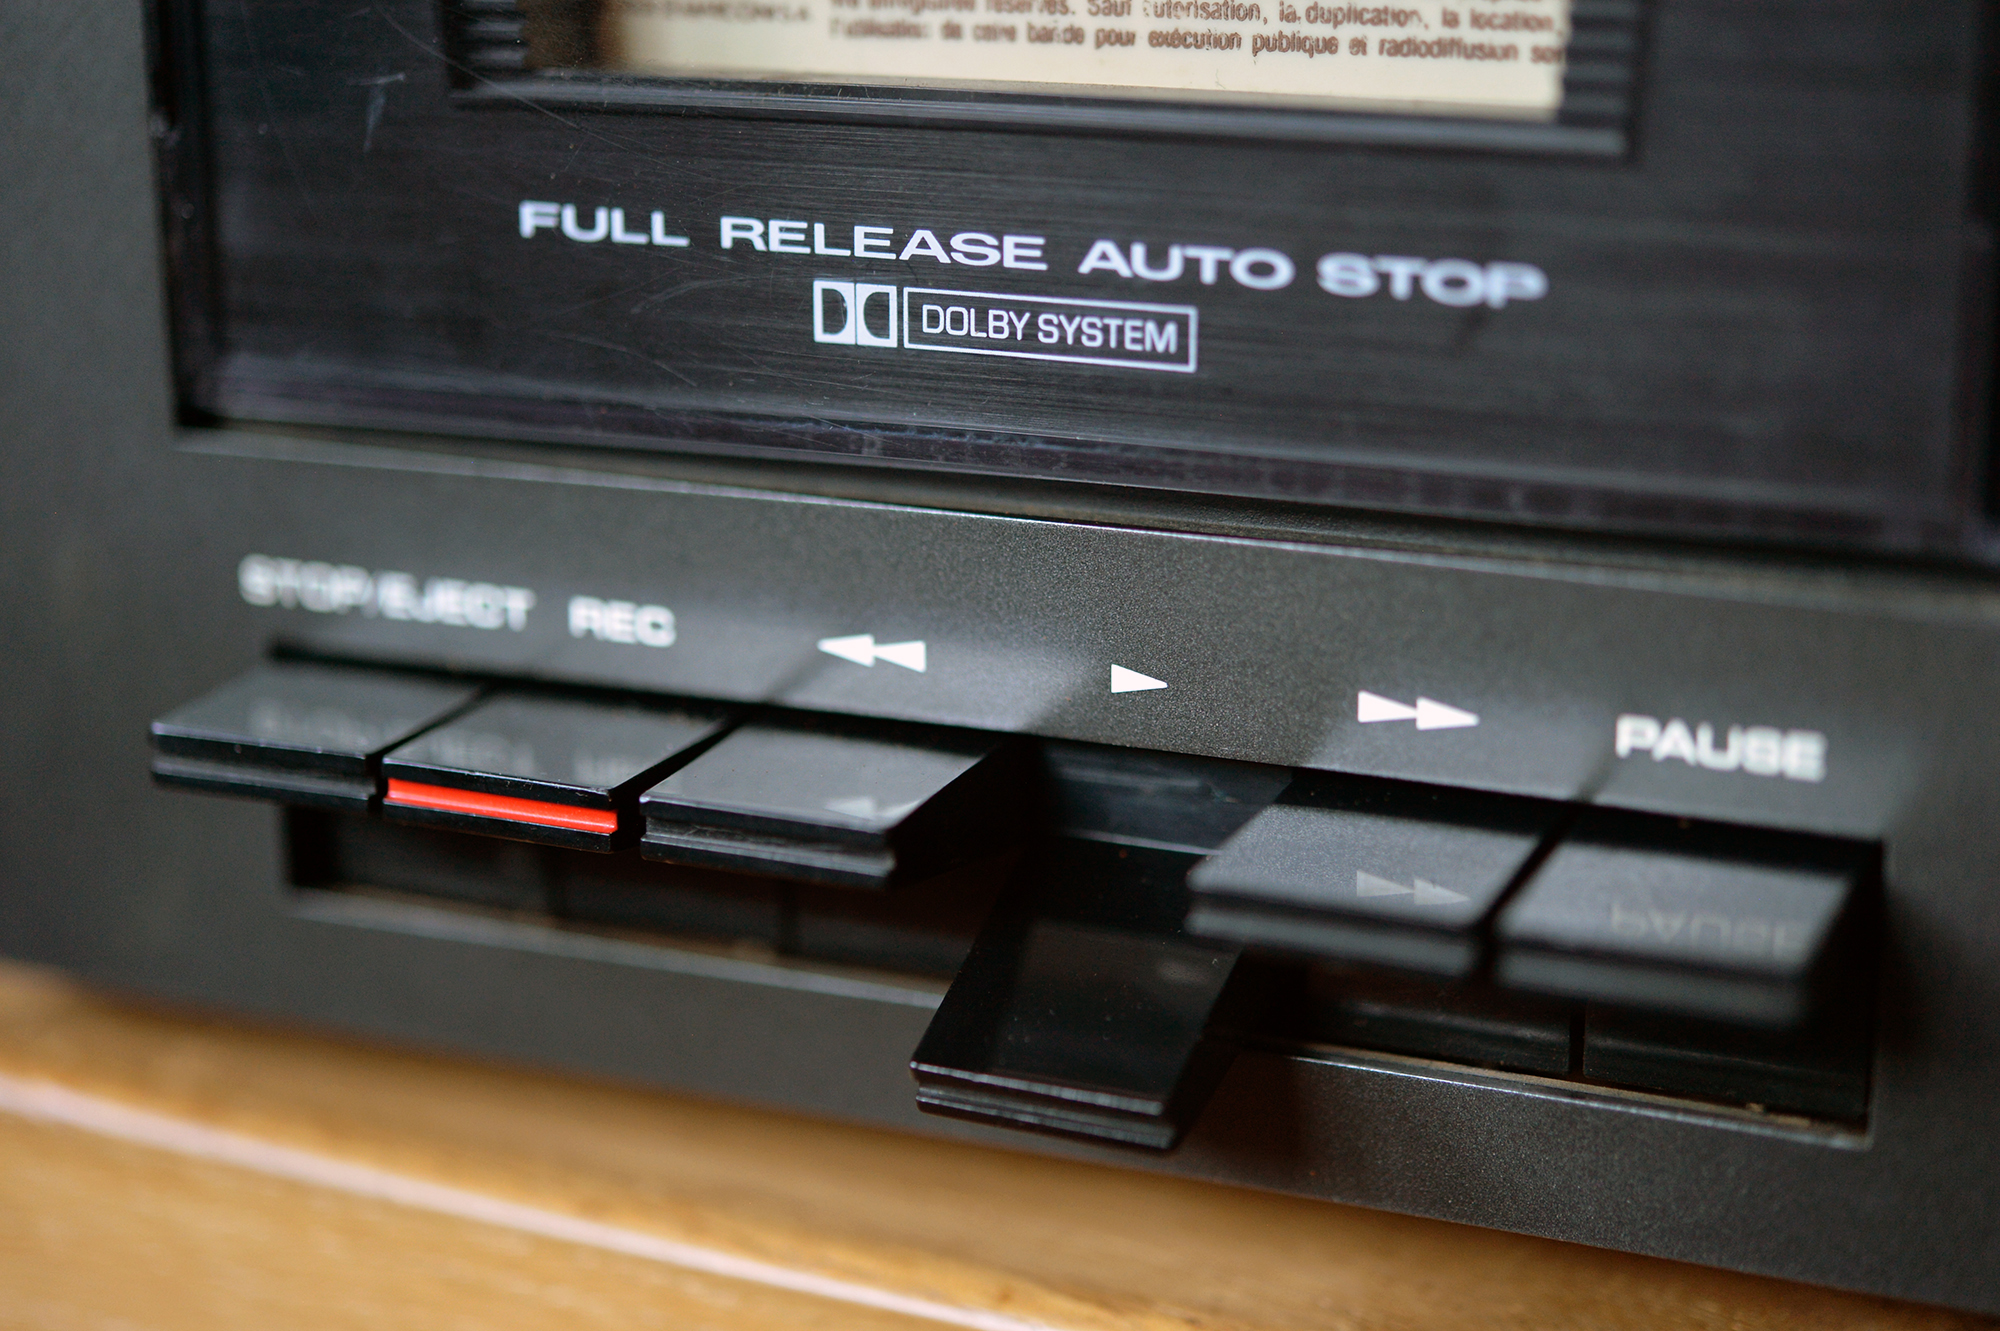 réservés. Sauf autorisation, la duplication, la location,
l'utilisation de cette bande pour exécution publique et radiodiffusion
FULL RELEASE AUTO STOP
DOLBY SYSTEM
STOP/EJECT REC PAUSE